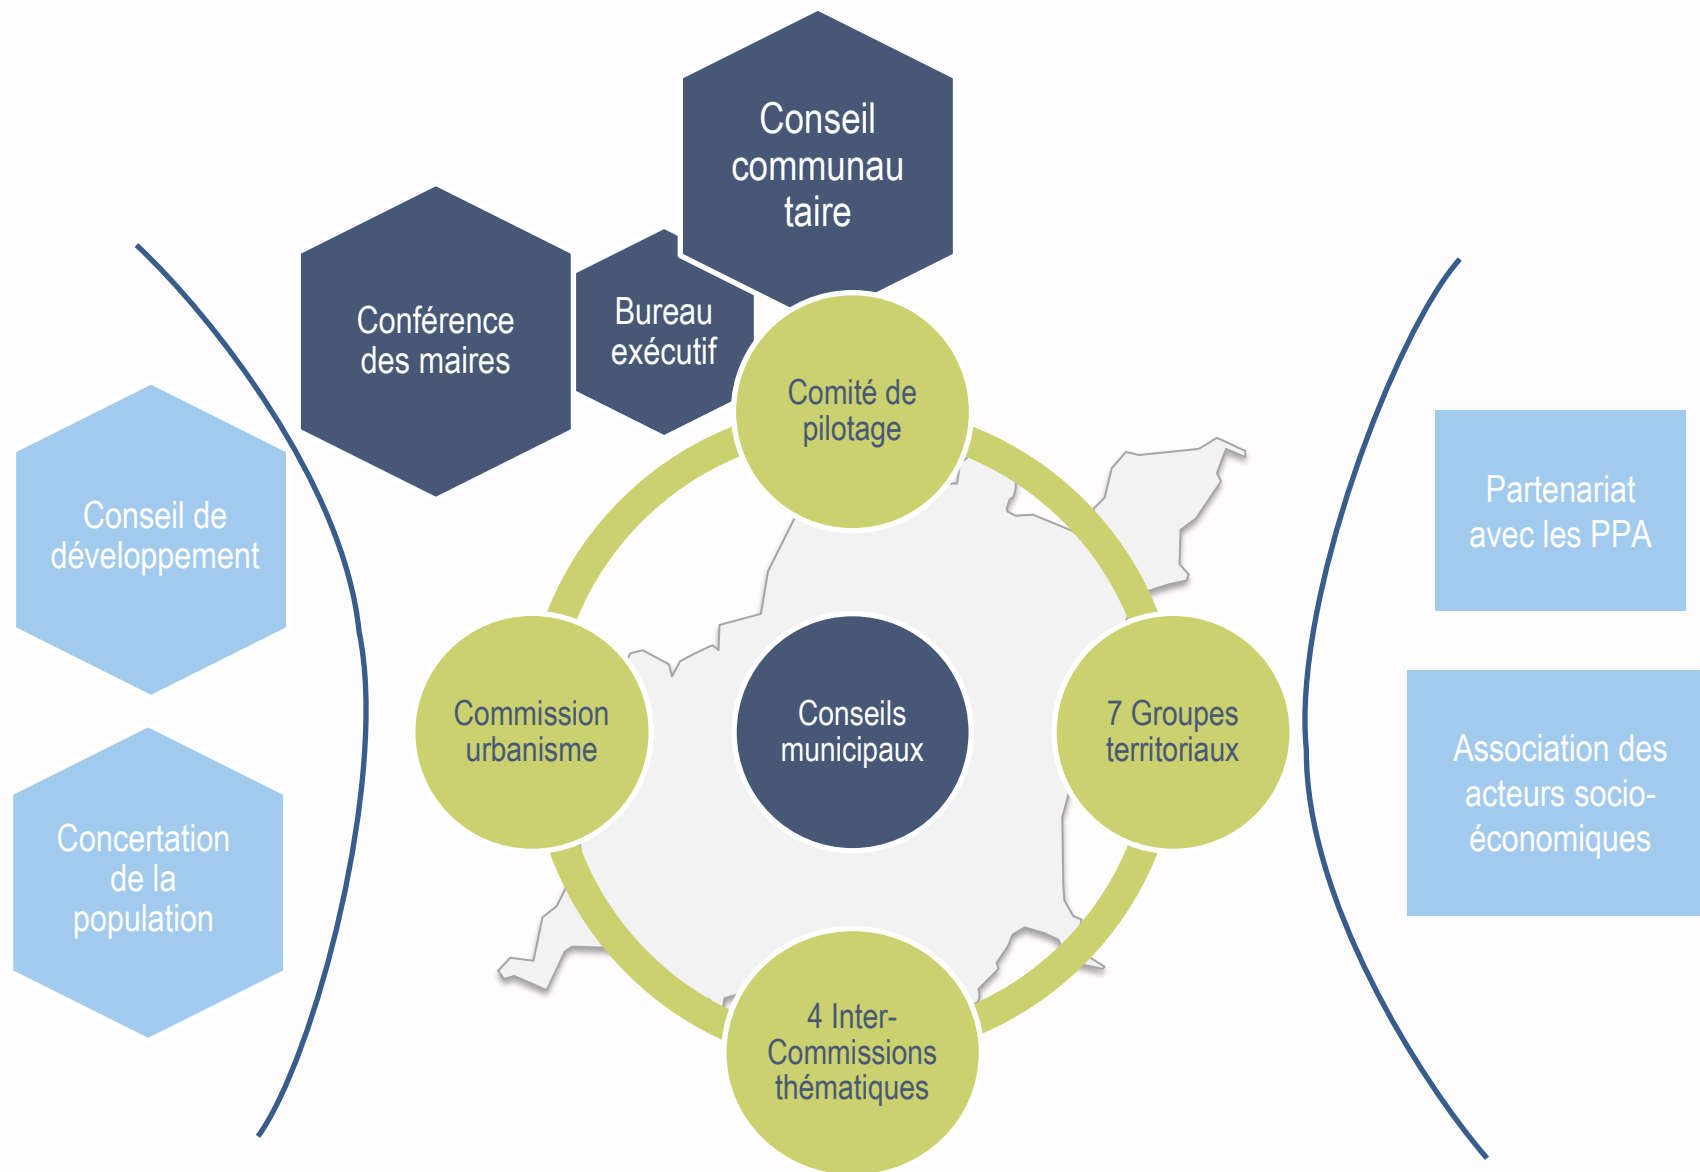 Conseil
communau
taire
Conférence
des maires
Bureau
exécutif
Comité de
pilotage
Conseil de
développement
Partenariat
avec les PPA
Commission
urbanisme
Conseils
municipaux
7 Groupes
territoriaux
Association des
acteurs socio-
économiques
Concertation
de la
population
4 Inter-
Commissions
thématiques